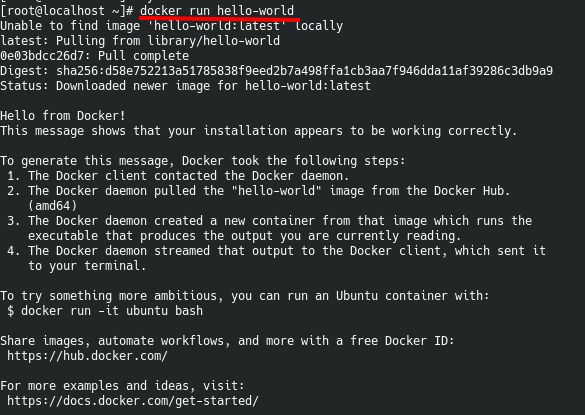 [root@localhost ~]# docker run hello-world
Unable to find image 'hello-world:latest' locally
latest: Pulling from library/hello-world
0e03bdcc26d7: Pull complete
Digest: sha256:d58e752213a51785838f9eed2b7a498ffa1cb3aa7f946dda11af39286c3db9a9
Status: Downloaded newer image for hello-world:latest

Hello from Docker!
This message shows that your installation appears to be working correctly.

To generate this message, Docker took the following steps:
 1. The Docker client contacted the Docker daemon.
 2. The Docker daemon pulled the "hello-world" image from the Docker Hub.
    (amd64)
 3. The Docker daemon created a new container from that image which runs the
    executable that produces the output you are currently reading.
 4. The Docker daemon streamed that output to the Docker client, which sent it
    to your terminal.

To try something more ambitious, you can run an Ubuntu container with:
 $ docker run -it ubuntu bash

Share images, automate workflows, and more with a free Docker ID:
 https://hub.docker.com/

For more examples and ideas, visit:
 https://docs.docker.com/get-started/